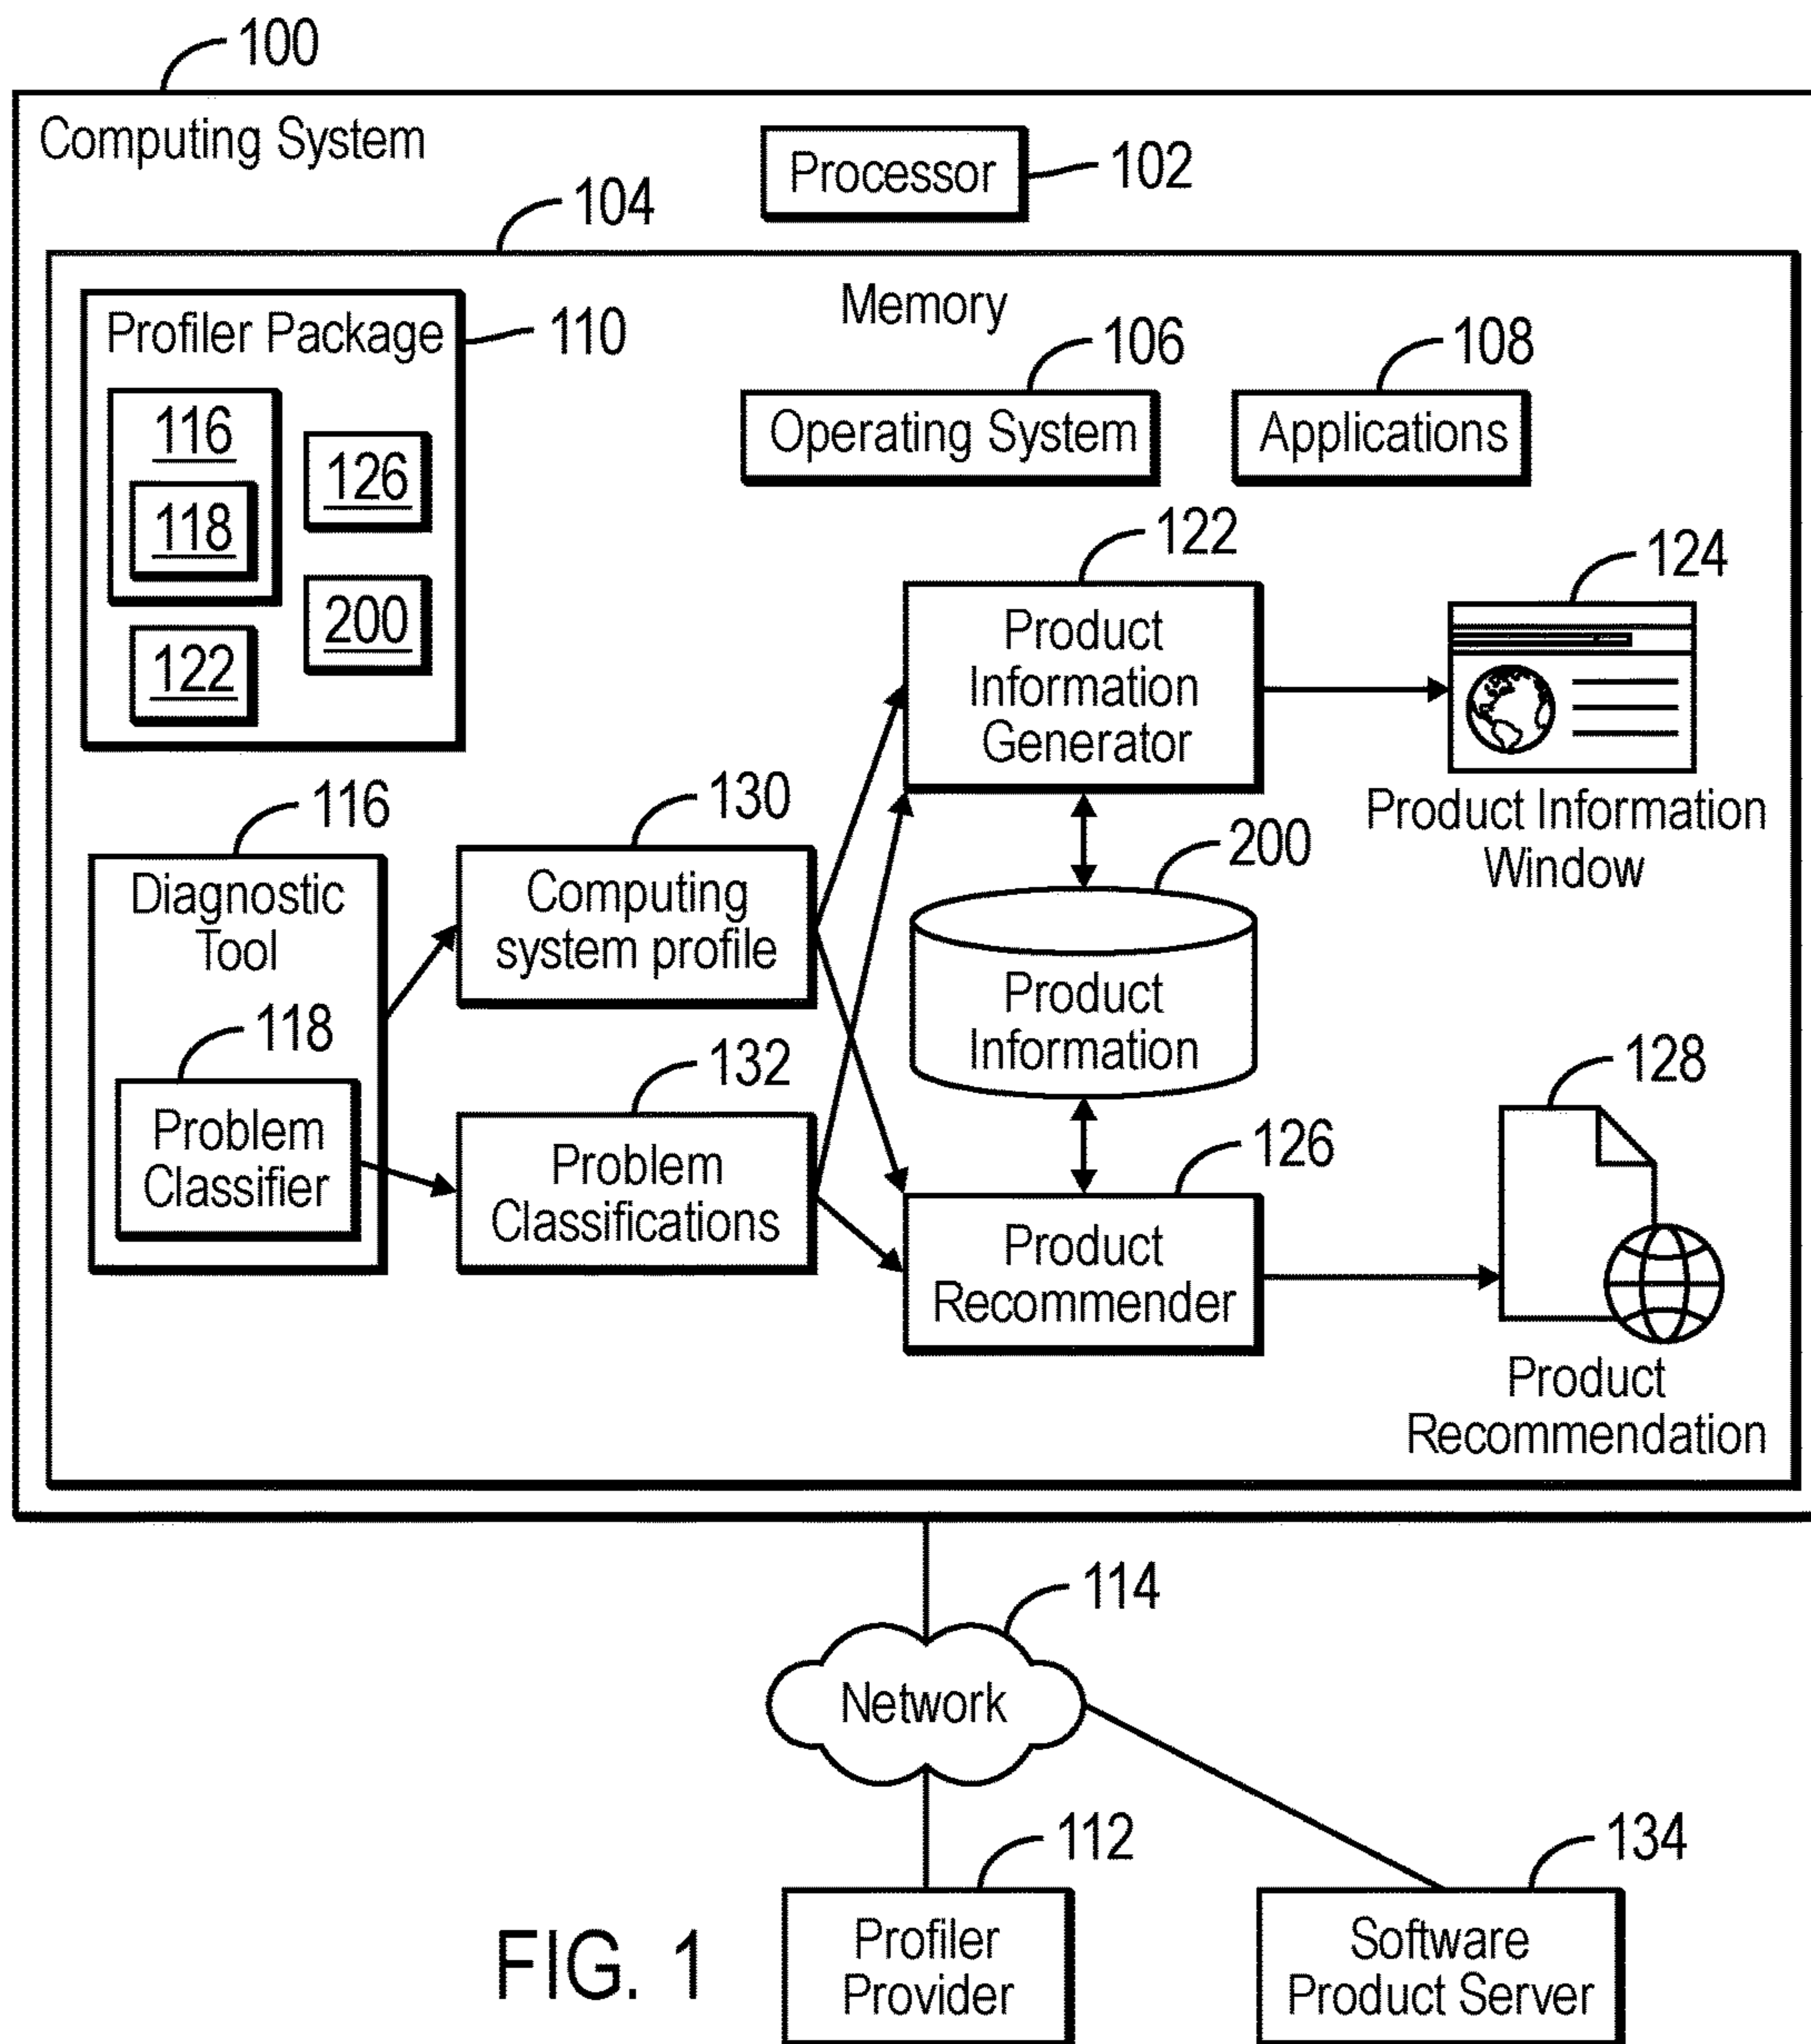 100
Computing System
Processor
102
104
Memory
Profiler Package
110
116
118
126
200
122
106
Operating System
108
Applications
122
Product
Information
Generator
124
Product Information
Window
116
Diagnostic
Tool
118
Problem
Classifier
130
Computing
system profile
132
Problem
Classifications
200
Product
Information
126
Product
Recommender
128
Product
Recommendation
114
Network
112
Profiler
Provider
134
Software
Product Server
FIG. 1